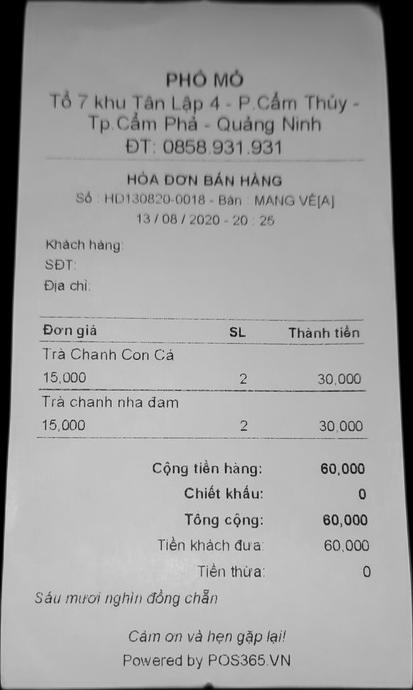 PHỐ MỎ
Tổ 7 khu Tân Lập 4 - P.Cẩm Thủy -
Tp.Cẩm Phả - Quảng Ninh
ĐT: 0858.931.931
HÓA ĐƠN BÁN HÀNG
Số : HD130820-0018 - Bàn : MANG VỀ[A]
13 / 08 / 2020 - 20 : 25
Khách hàng:
SĐT:
Địa chỉ:
Đơn giá SL Thành tiền
Trà Chanh Con Cá
15,000 2 30,000
Trà chanh nha đam
15,000 2 30,000
Cộng tiền hàng: 60,000
Chiết khấu: 0
Tổng cộng: 60,000
Tiền khách đưa: 60,000
Tiền thừa: 0
Sáu mươi nghìn đồng chẵn
Cảm ơn và hẹn gặp lại!
Powered by POS365.VN